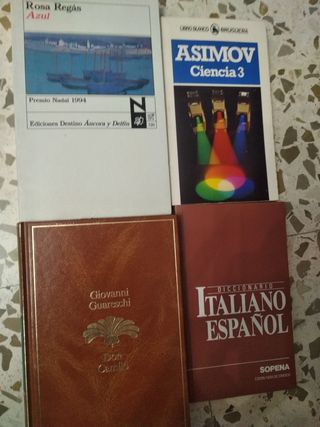 Rosa Regàs
Azul
Premio Nadal 1994
Ediciones Destino Áncora y Delfín
N
LIBRO BLANCO BRUGUERA
ASIMOV
Ciencia 3
Giovanni
Guareschi
Don
Camilo
DICCIONARIO
ITALIANO
ESPAÑOL
SOPENA